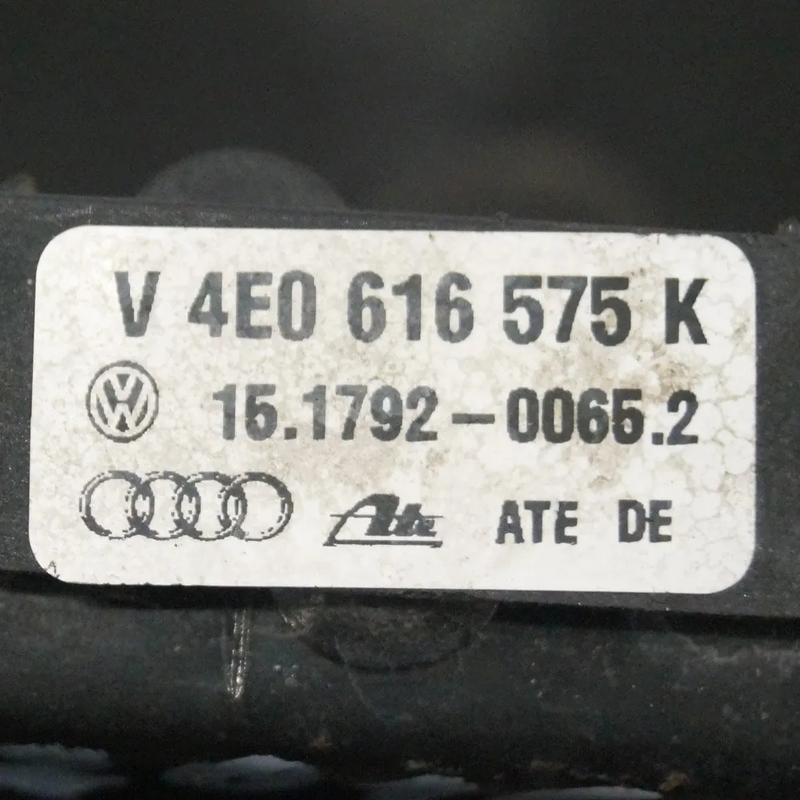 V 4E0 616 575 K
15.1792-0065.2
Ate ATE DE